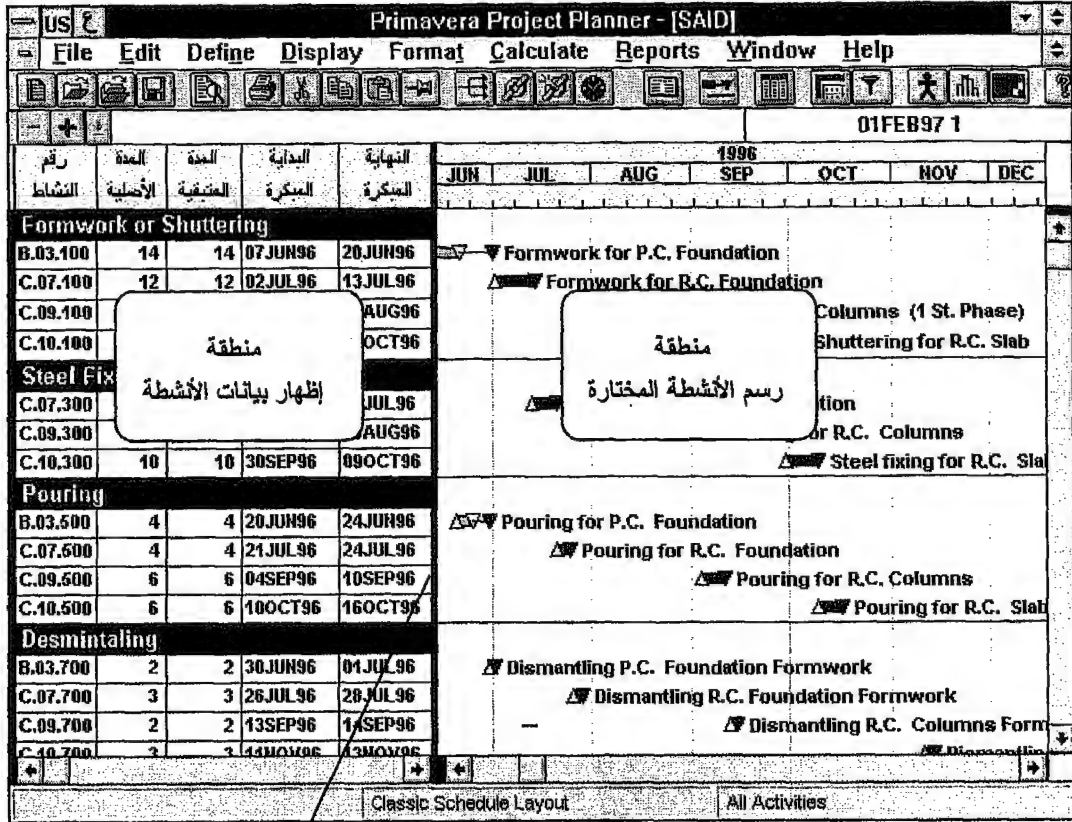 US ع Primavera Project Planner - [SAID]
File Edit Define Display Format Calculate Reports Window Help
01FEB97 1
رقم النشاط
المدة الأصلية
المدة المتبقية
البداية المبكرة
النهاية المبكرة
1996
JUN JUL AUG SEP OCT NOV DEC
Formwork or Shuttering
B.03.100 14 14 07JUN96 20JUN96 Formwork for P.C. Foundation
C.07.100 12 12 02JUL96 13JUL96 Formwork for R.C. Foundation
C.09.100 AUG96 Columns (1 St. Phase)
C.10.100 OCT96 Shuttering for R.C. Slab
منطقة
إظهار بيانات الأنشطة
منطقة
رسم الأنشطة المختارة
Steel Fix
C.07.300 JUL96 tion
C.09.300 AUG96 or R.C. Columns
C.10.300 10 10 30SEP96 09OCT96 Steel fixing for R.C. Sla
Pouring
B.03.500 4 4 20JUN96 24JUN96 Pouring for P.C. Foundation
C.07.500 4 4 21JUL96 24JUL96 Pouring for R.C. Foundation
C.09.500 6 6 04SEP96 10SEP96 Pouring for R.C. Columns
C.10.500 6 6 10OCT96 16OCT96 Pouring for R.C. Slab
Desmintaling
B.03.700 2 2 30JUN96 01JUL96 Dismantling P.C. Foundation Formwork
C.07.700 3 3 26JUL96 28JUL96 Dismantling R.C. Foundation Formwork
C.09.700 2 2 13SEP96 14SEP96 Dismantling R.C. Columns Form
C.10.700 3 3 11NOV96 13NOV96
Classic Schedule Layout All Activities